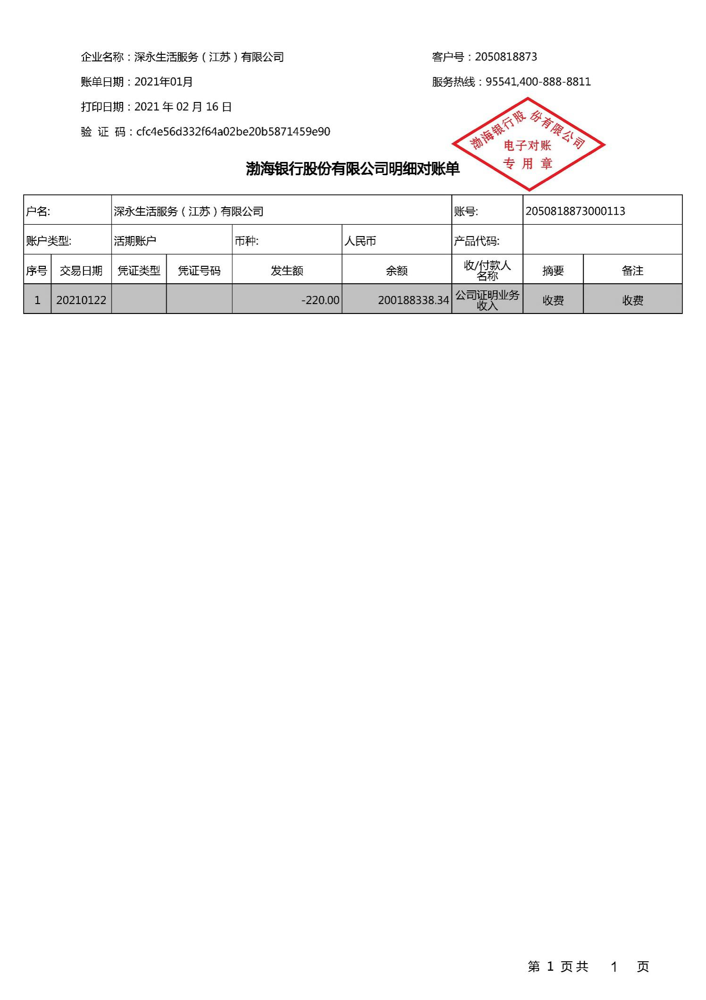 企业名称：深永生活服务（江苏）有限公司 客户号：2050818873
账单日期：2021年01月 服务热线：95541,400-888-8811
打印日期：2021 年 02 月 16 日
验 证 码：cfc4e56d332f64a02be20b5871459e90
渤海银行股份有限公司
电子对账
专用章
渤海银行股份有限公司明细对账单
户名: 深永生活服务（江苏）有限公司 账号: 2050818873000113
账户类型: 活期账户 币种: 人民币 产品代码:
序号 交易日期 凭证类型 凭证号码 发生额 余额 收/付款人名称 摘要 备注
1 20210122 -220.00 200188338.34 公司证明业务收入 收费 收费
第 1 页 共 1 页